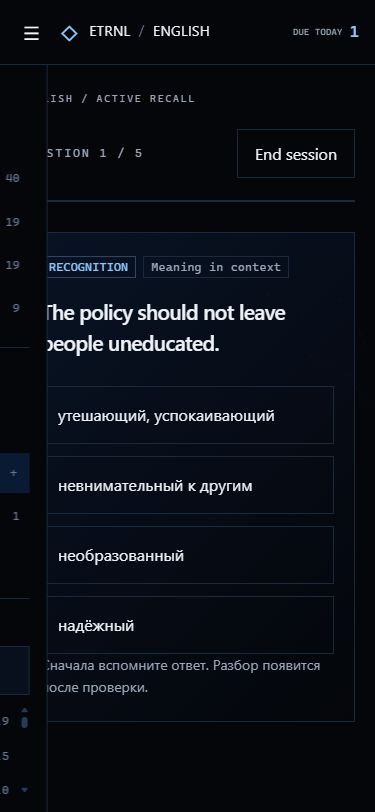 ETRNL / ENGLISH
DUE TODAY 1
LISH / ACTIVE RECALL
STION 1 / 5
End session
40
19
19
9
RECOGNITION
Meaning in context
The policy should not leave
people uneducated.
утешающий, успокаивающий
невнимательный к другим
+
1
необразованный
надёжный
Сначала вспомните ответ. Разбор появится
после проверки.
9
5
0